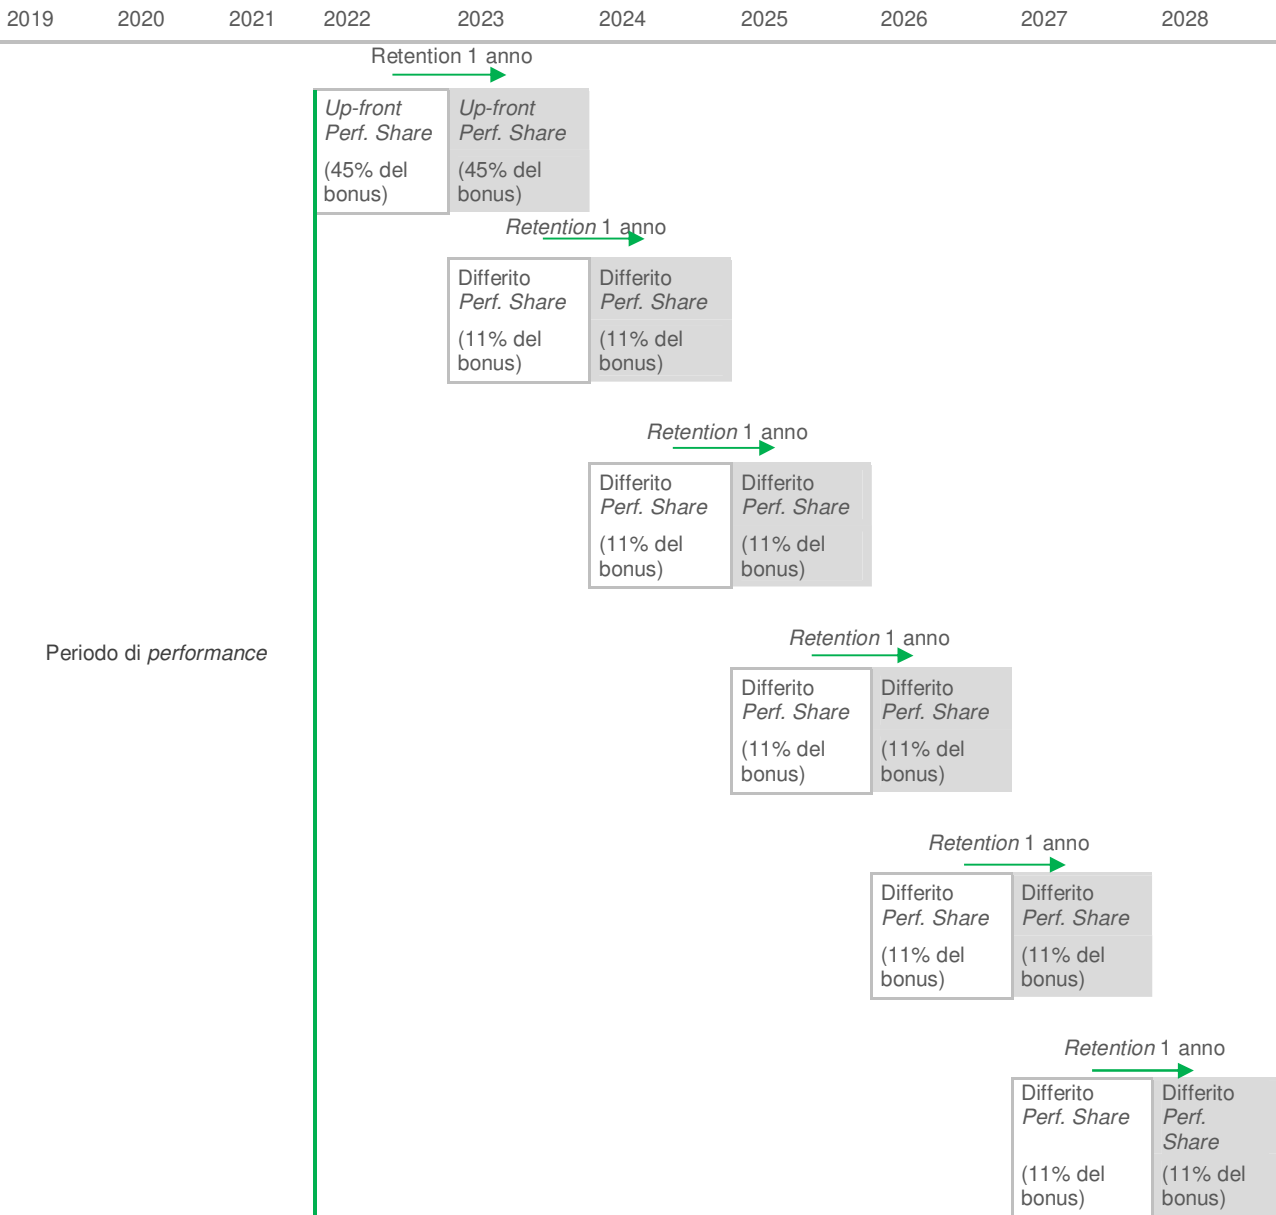 2019 2020 2021 2022 2023 2024 2025 2026 2027 2028
Retention 1 anno
Up-front Up-front
Perf. Share Perf. Share
(45% del (45% del
bonus) bonus)
Retention 1 anno
Differito Differito
Perf. Share Perf. Share
(11% del (11% del
bonus) bonus)
Retention 1 anno
Differito Differito
Perf. Share Perf. Share
(11% del (11% del
bonus) bonus)
Retention 1 anno
Periodo di performance
Differito Differito
Perf. Share Perf. Share
(11% del (11% del
bonus) bonus)
Retention 1 anno
Differito Differito
Perf. Share Perf. Share
(11% del (11% del
bonus) bonus)
Retention 1 anno
Differito Differito
Perf. Share Perf.
Share
(11% del (11% del
bonus) bonus)